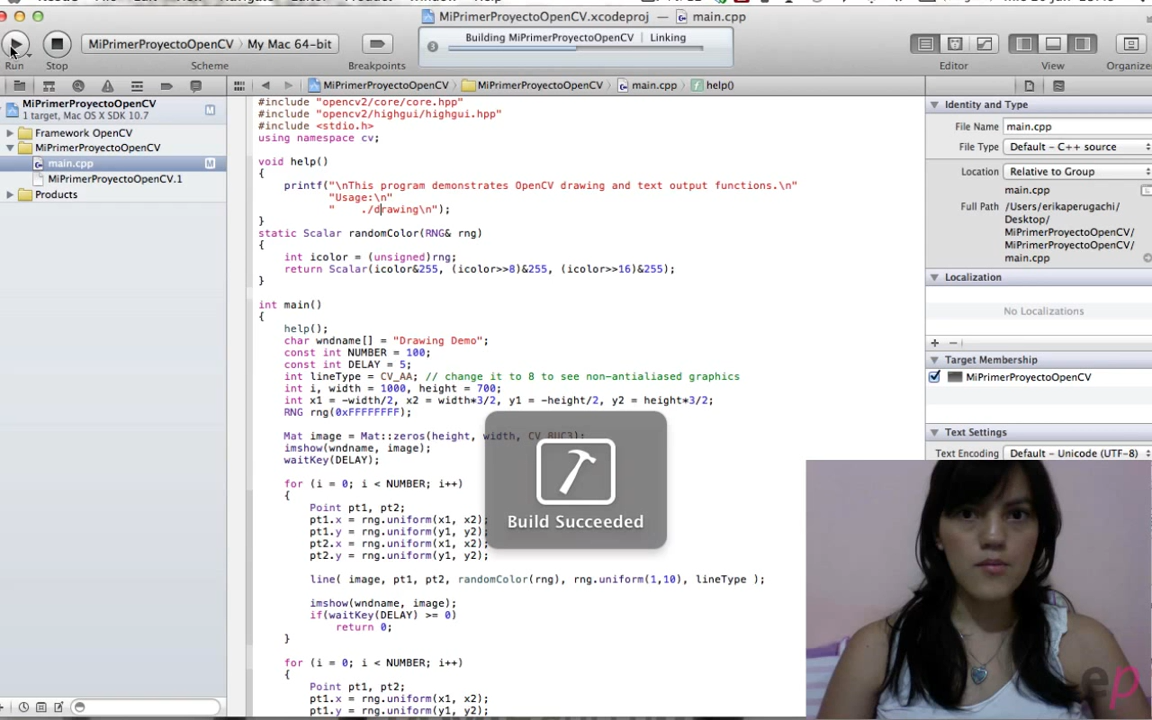 MiPrimerProyectoOpenCV.xcodeproj — main.cpp
MiPrimerProyectoOpenCV > My Mac 64-bit
Building MiPrimerProyectoOpenCV | Linking
3
Run
Stop
Scheme
Breakpoints
Editor
View
Organizer
MiPrimerProyectoOpenCV > MiPrimerProyectoOpenCV > main.cpp > help()
MiPrimerProyectoOpenCV
M
1 target, Mac OS X SDK 10.7
Framework OpenCV
MiPrimerProyectoOpenCV
main.cpp
M
MiPrimerProyectoOpenCV.1
Products
#include "opencv2/core/core.hpp"
#include "opencv2/highgui/highgui.hpp"
#include <stdio.h>
using namespace cv;
void help()
{
printf("\nThis program demonstrates OpenCV drawing and text output functions.\n"
"Usage:\n"
"    ./drawing\n");
}
static Scalar randomColor(RNG& rng)
{
int icolor = (unsigned)rng;
return Scalar(icolor&255, (icolor>>8)&255, (icolor>>16)&255);
}
int main()
{
help();
char wndname[] = "Drawing Demo";
const int NUMBER = 100;
const int DELAY = 5;
int lineType = CV_AA; // change it to 8 to see non-antialiased graphics
int i, width = 1000, height = 700;
int x1 = -width/2, x2 = width*3/2, y1 = -height/2, y2 = height*3/2;
RNG rng(0xFFFFFFFF);
Mat image = Mat::zeros(height, width, CV_8UC3);
imshow(wndname, image);
waitKey(DELAY);
for (i = 0; i < NUMBER; i++)
{
Point pt1, pt2;
pt1.x = rng.uniform(x1, x2);
pt1.y = rng.uniform(y1, y2);
pt2.x = rng.uniform(x1, x2);
pt2.y = rng.uniform(y1, y2);
line( image, pt1, pt2, randomColor(rng), rng.uniform(1,10), lineType );
imshow(wndname, image);
if(waitKey(DELAY) >= 0)
return 0;
}
for (i = 0; i < NUMBER; i++)
{
Point pt1, pt2;
pt1.x = rng.uniform(x1, x2);
pt1.y = rng.uniform(y1, y2);
Build Succeeded
Identity and Type
File Name main.cpp
File Type Default - C++ source
Location Relative to Group
main.cpp
Full Path /Users/erikaperugachi/
Desktop/
MiPrimerProyectoOpenCV/
MiPrimerProyectoOpenCV/
main.cpp
Localization
No Localizations
Target Membership
MiPrimerProyectoOpenCV
Text Settings
Text Encoding Default - Unicode (UTF-8)
ep